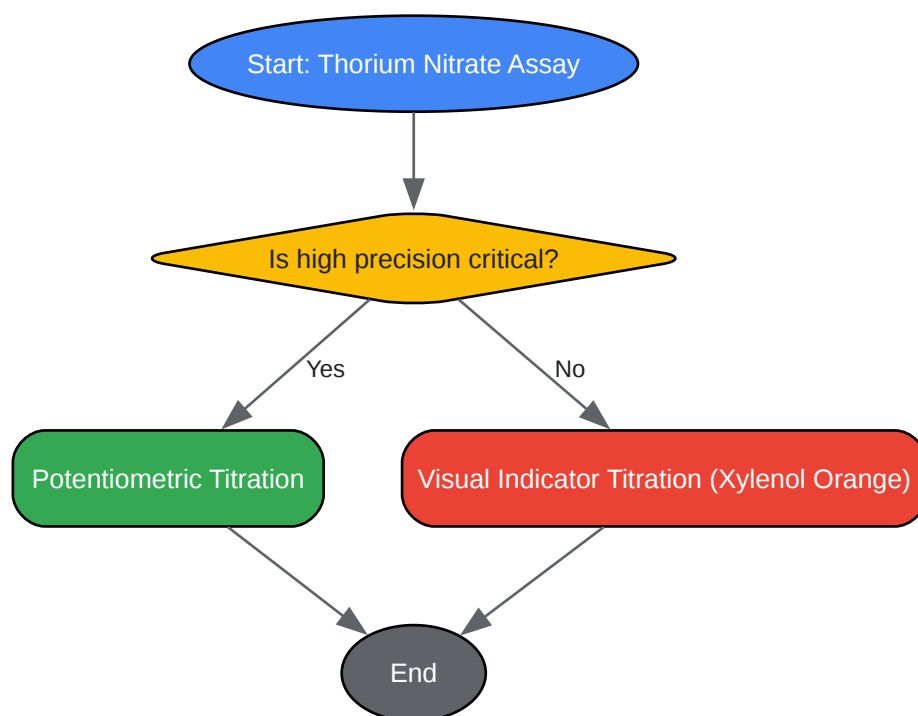 Start: Thorium Nitrate Assay
Is high precision critical?
Yes
No
Potentiometric Titration
Visual Indicator Titration (Xylenol Orange)
End